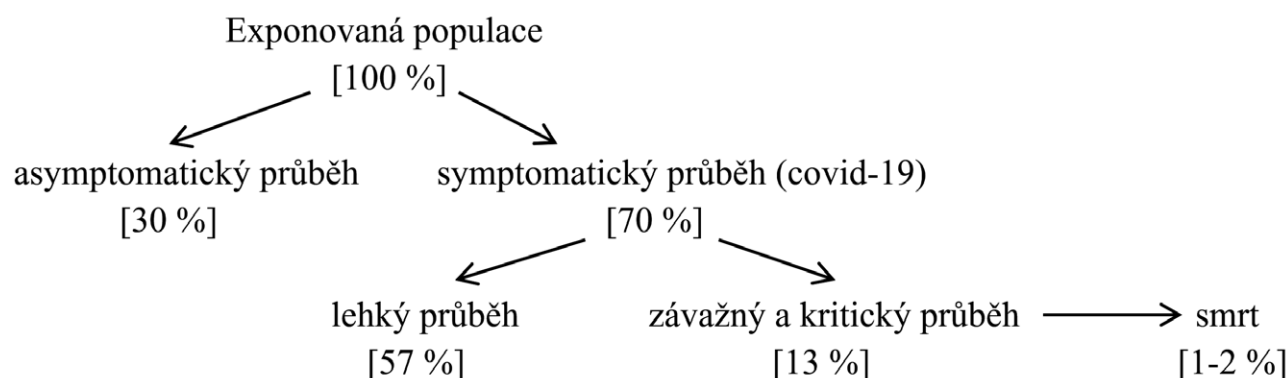 Exponovaná populace
[100 %]
asymptomatický průběh
symptomatický průběh (covid-19)
[30 %]
[70 %]
lehký průběh
závažný a kritický průběh
smrt
[57 %]
[13 %]
[1-2 %]